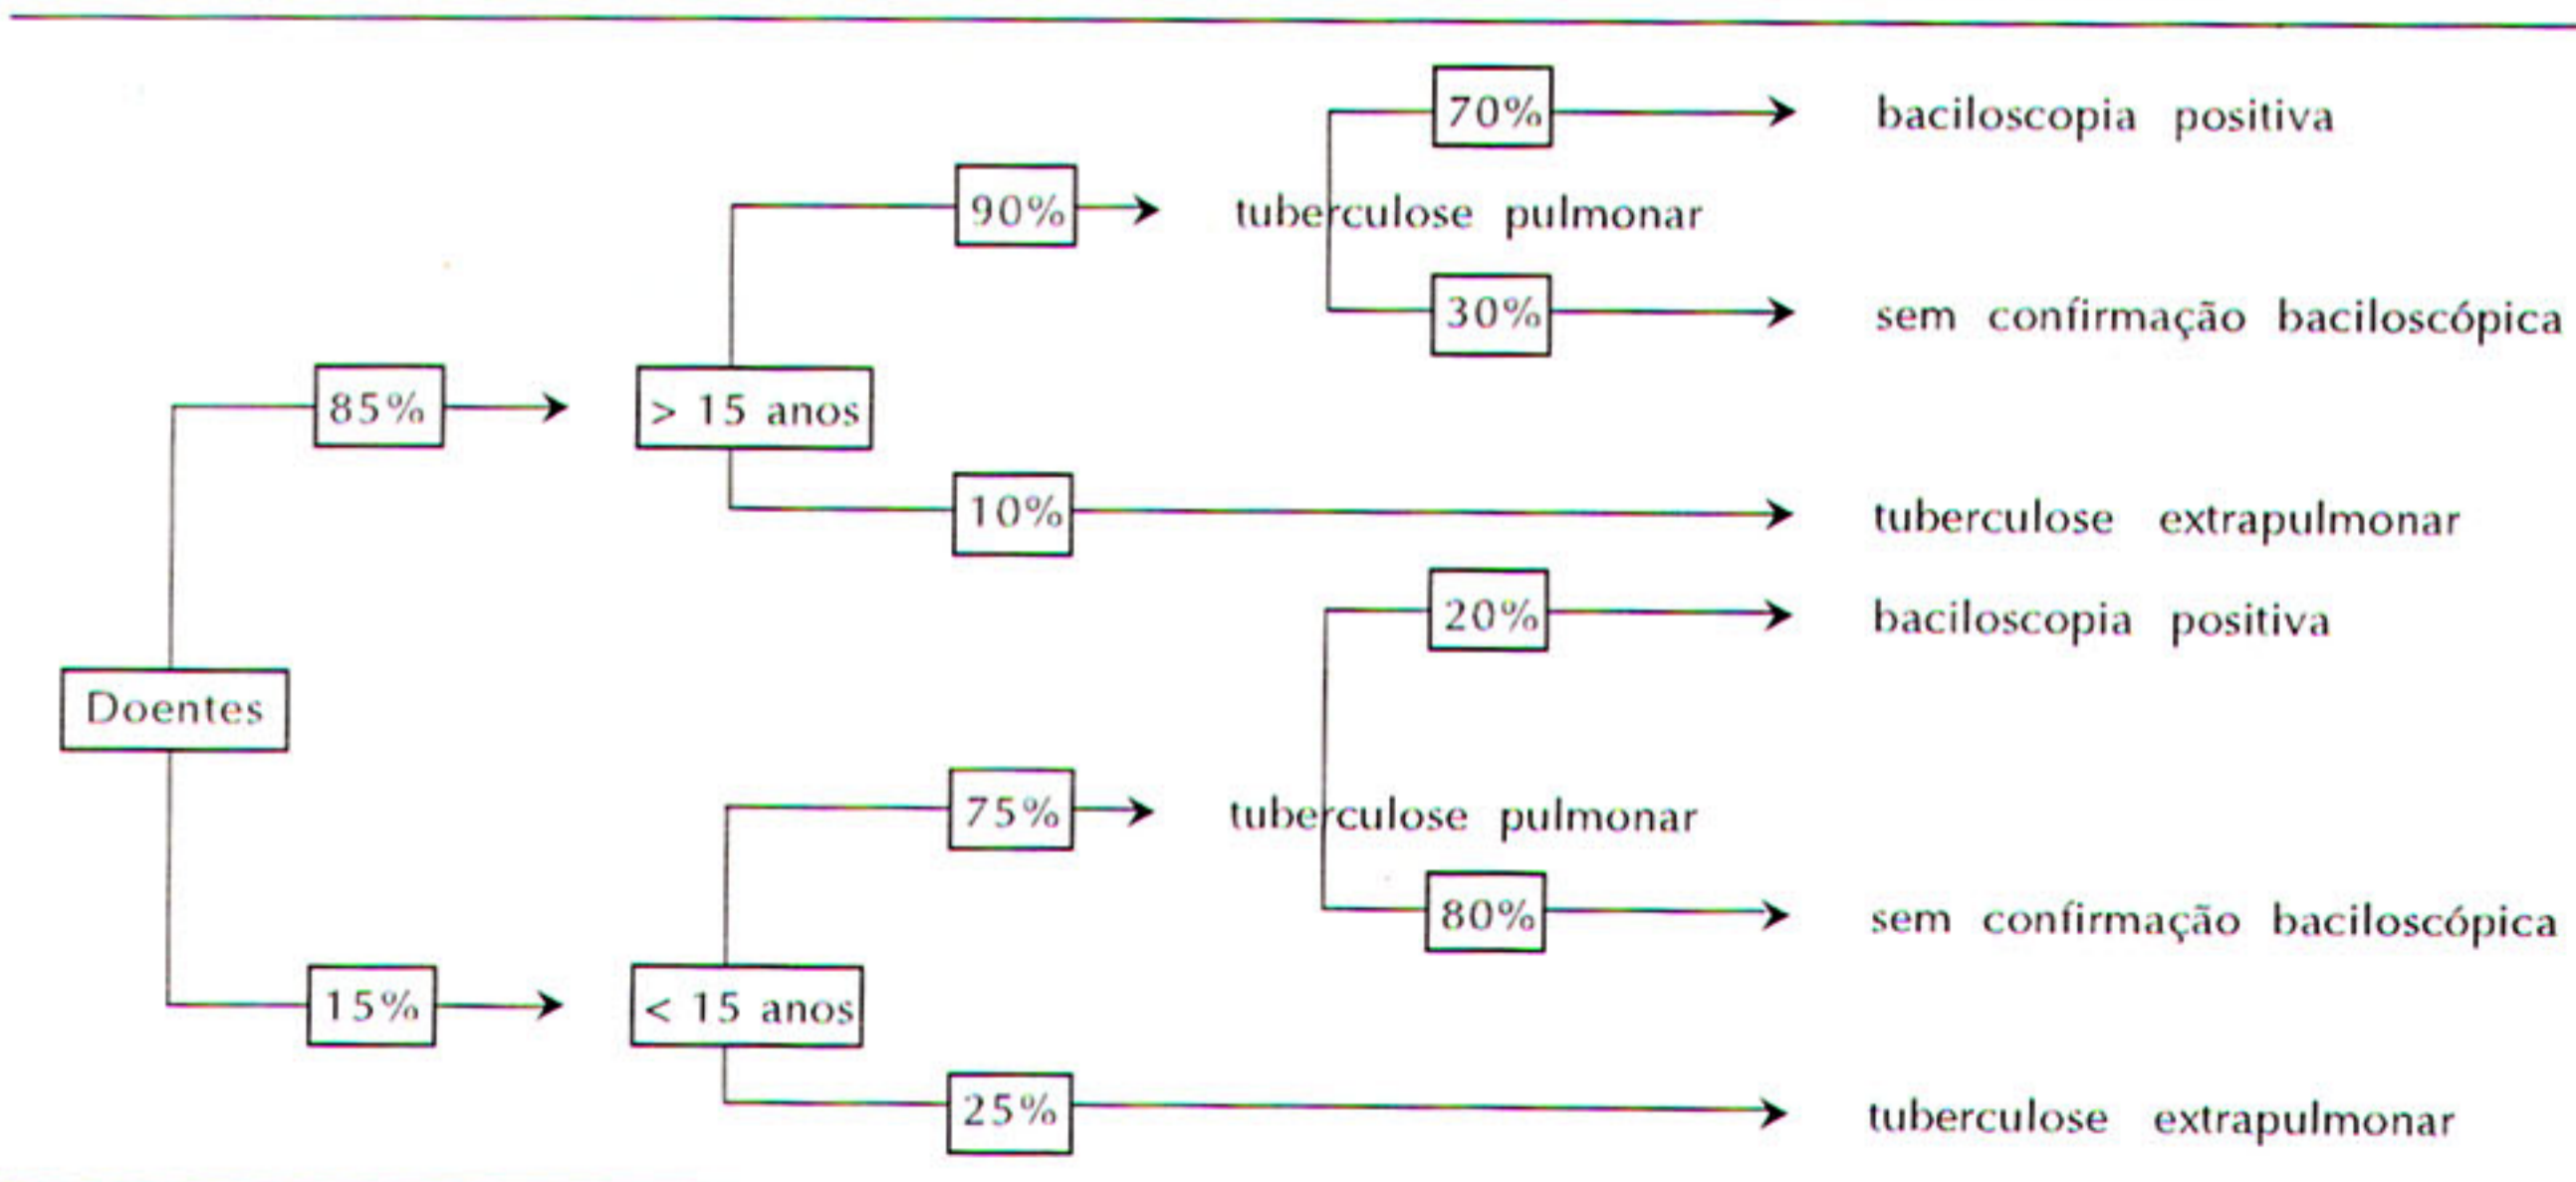 70%
baciloscopia positiva
90%
tuberculose pulmonar
30%
sem confirmação baciloscópica
85%
> 15 anos
10%
tuberculose extrapulmonar
20%
baciloscopia positiva
Doentes
75%
tuberculose pulmonar
80%
sem confirmação baciloscópica
15%
< 15 anos
25%
tuberculose extrapulmonar